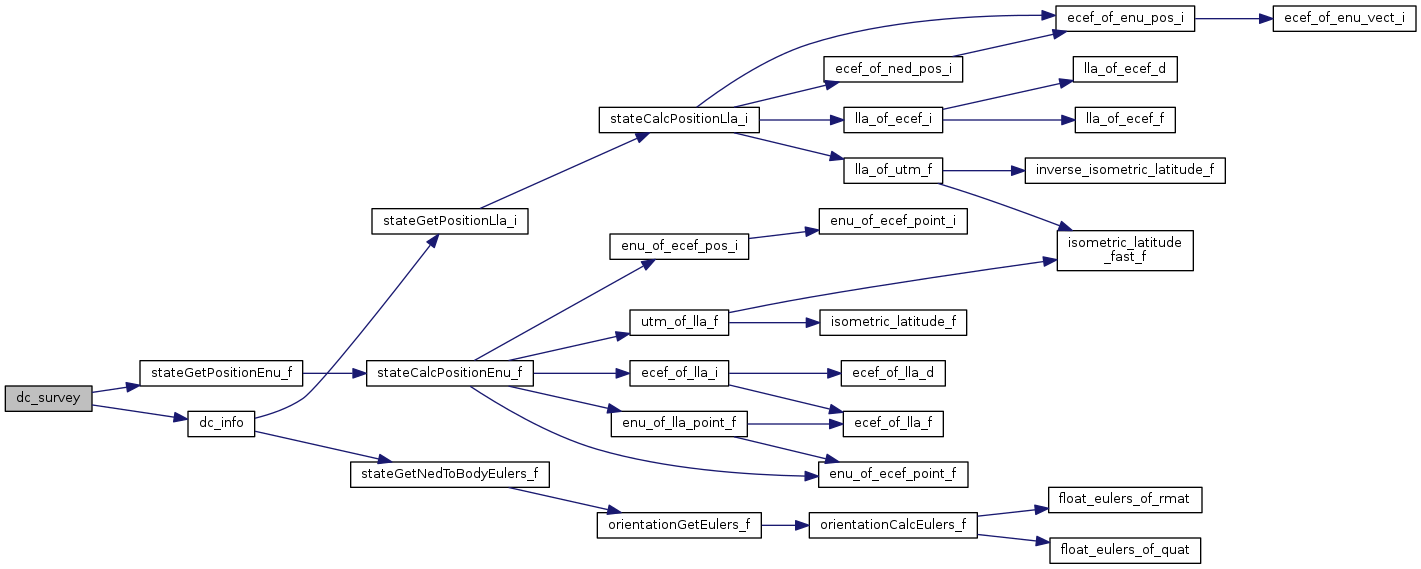 ecef_of_enu_pos_i
ecef_of_enu_vect_i
ecef_of_ned_pos_i
lla_of_ecef_d
stateCalcPositionLla_i
lla_of_ecef_i
lla_of_ecef_f
lla_of_utm_f
inverse_isometric_latitude_f
stateGetPositionLla_i
enu_of_ecef_point_i
enu_of_ecef_pos_i
isometric_latitude
_fast_f
utm_of_lla_f
isometric_latitude_f
stateGetPositionEnu_f
stateCalcPositionEnu_f
ecef_of_lla_i
ecef_of_lla_d
dc_survey
dc_info
enu_of_lla_point_f
ecef_of_lla_f
stateGetNedToBodyEulers_f
enu_of_ecef_point_f
float_eulers_of_rmat
orientationGetEulers_f
orientationCalcEulers_f
float_eulers_of_quat